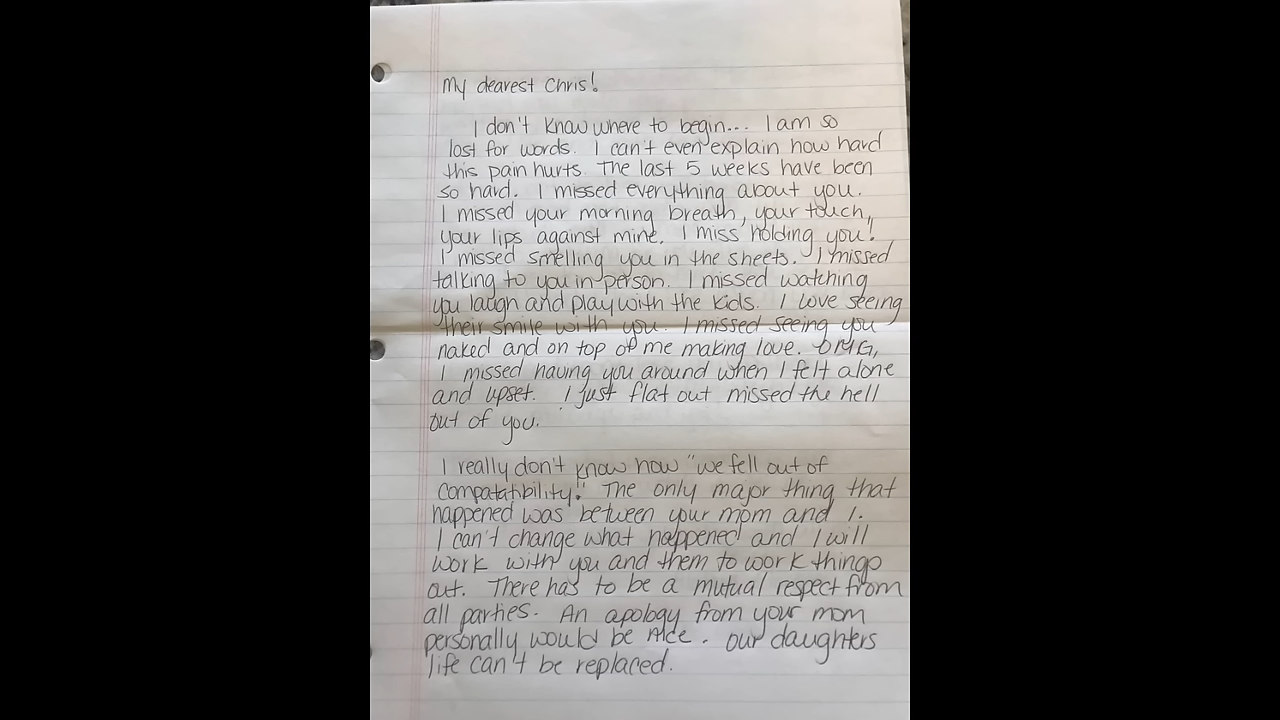 My dearest Chris!
I don't know where to begin... I am so
lost for words. I can't even explain how hard
this pain hurts. The last 5 weeks have been
so hard. I missed everything about you.
I missed your morning breath, your touch,
your lips against mine. I miss holding you!
I missed smelling you in the sheets. I missed
talking to you in person. I missed watching
you laugh and play with the kids. I love seeing
their smile with you. I missed seeing you
naked and on top of me making love. OMG,
I missed having you around when I felt alone
and upset. I just flat out missed the hell
out of you.
I really don't know how "we fell out of
compatatibility." The only major thing that
happened was between your mom and I.
I can't change what happened and I will
work with you and them to work things
out. There has to be a mutual respect from
all parties. An apology from your mom
personally would be nice. Our daughters
life can't be replaced.